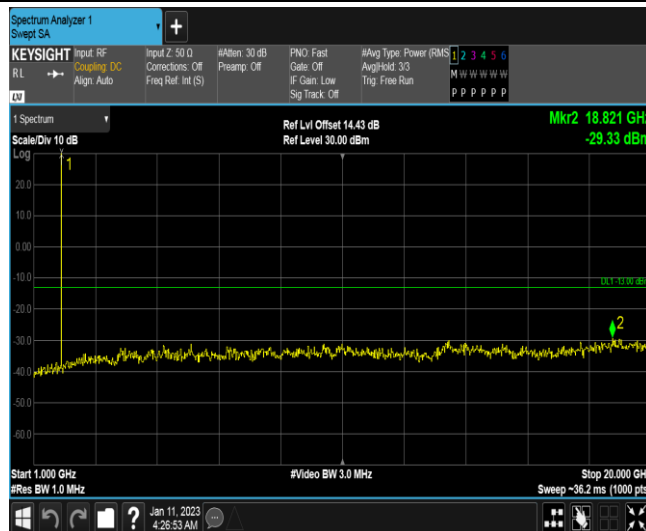 Spectrum Analyzer 1
Swept SA
+
KEYSIGHT
RL
LXI
Input: RF
Coupling: DC
Align: Auto
Input Z: 50 Ω
Corrections: Off
Freq Ref: Int (S)
#Atten: 30 dB
Preamp: Off
PNO: Fast
Gate: Off
IF Gain: Low
Sig Track: Off
#Avg Type: Power (RMS
Avg|Hold: 3/3
Trig: Free Run
1 2 3 4 5 6
M W W W W W
P P P P P P
1 Spectrum
Scale/Div 10 dB
Log
Ref Lvl Offset 14.43 dB
Ref Level 30.00 dBm
Mkr2 18.821 GHz
-29.33 dBm
1
20.0
10.0
0.00
-10.0
DL1 -13.00 dBm
-20.0
2
-30.0
-40.0
-50.0
-60.0
Start 1.000 GHz
#Res BW 1.0 MHz
#Video BW 3.0 MHz
Stop 20.000 GHz
Sweep ~36.2 ms (1000 pts
?
Jan 11, 2023
4:26:53 AM